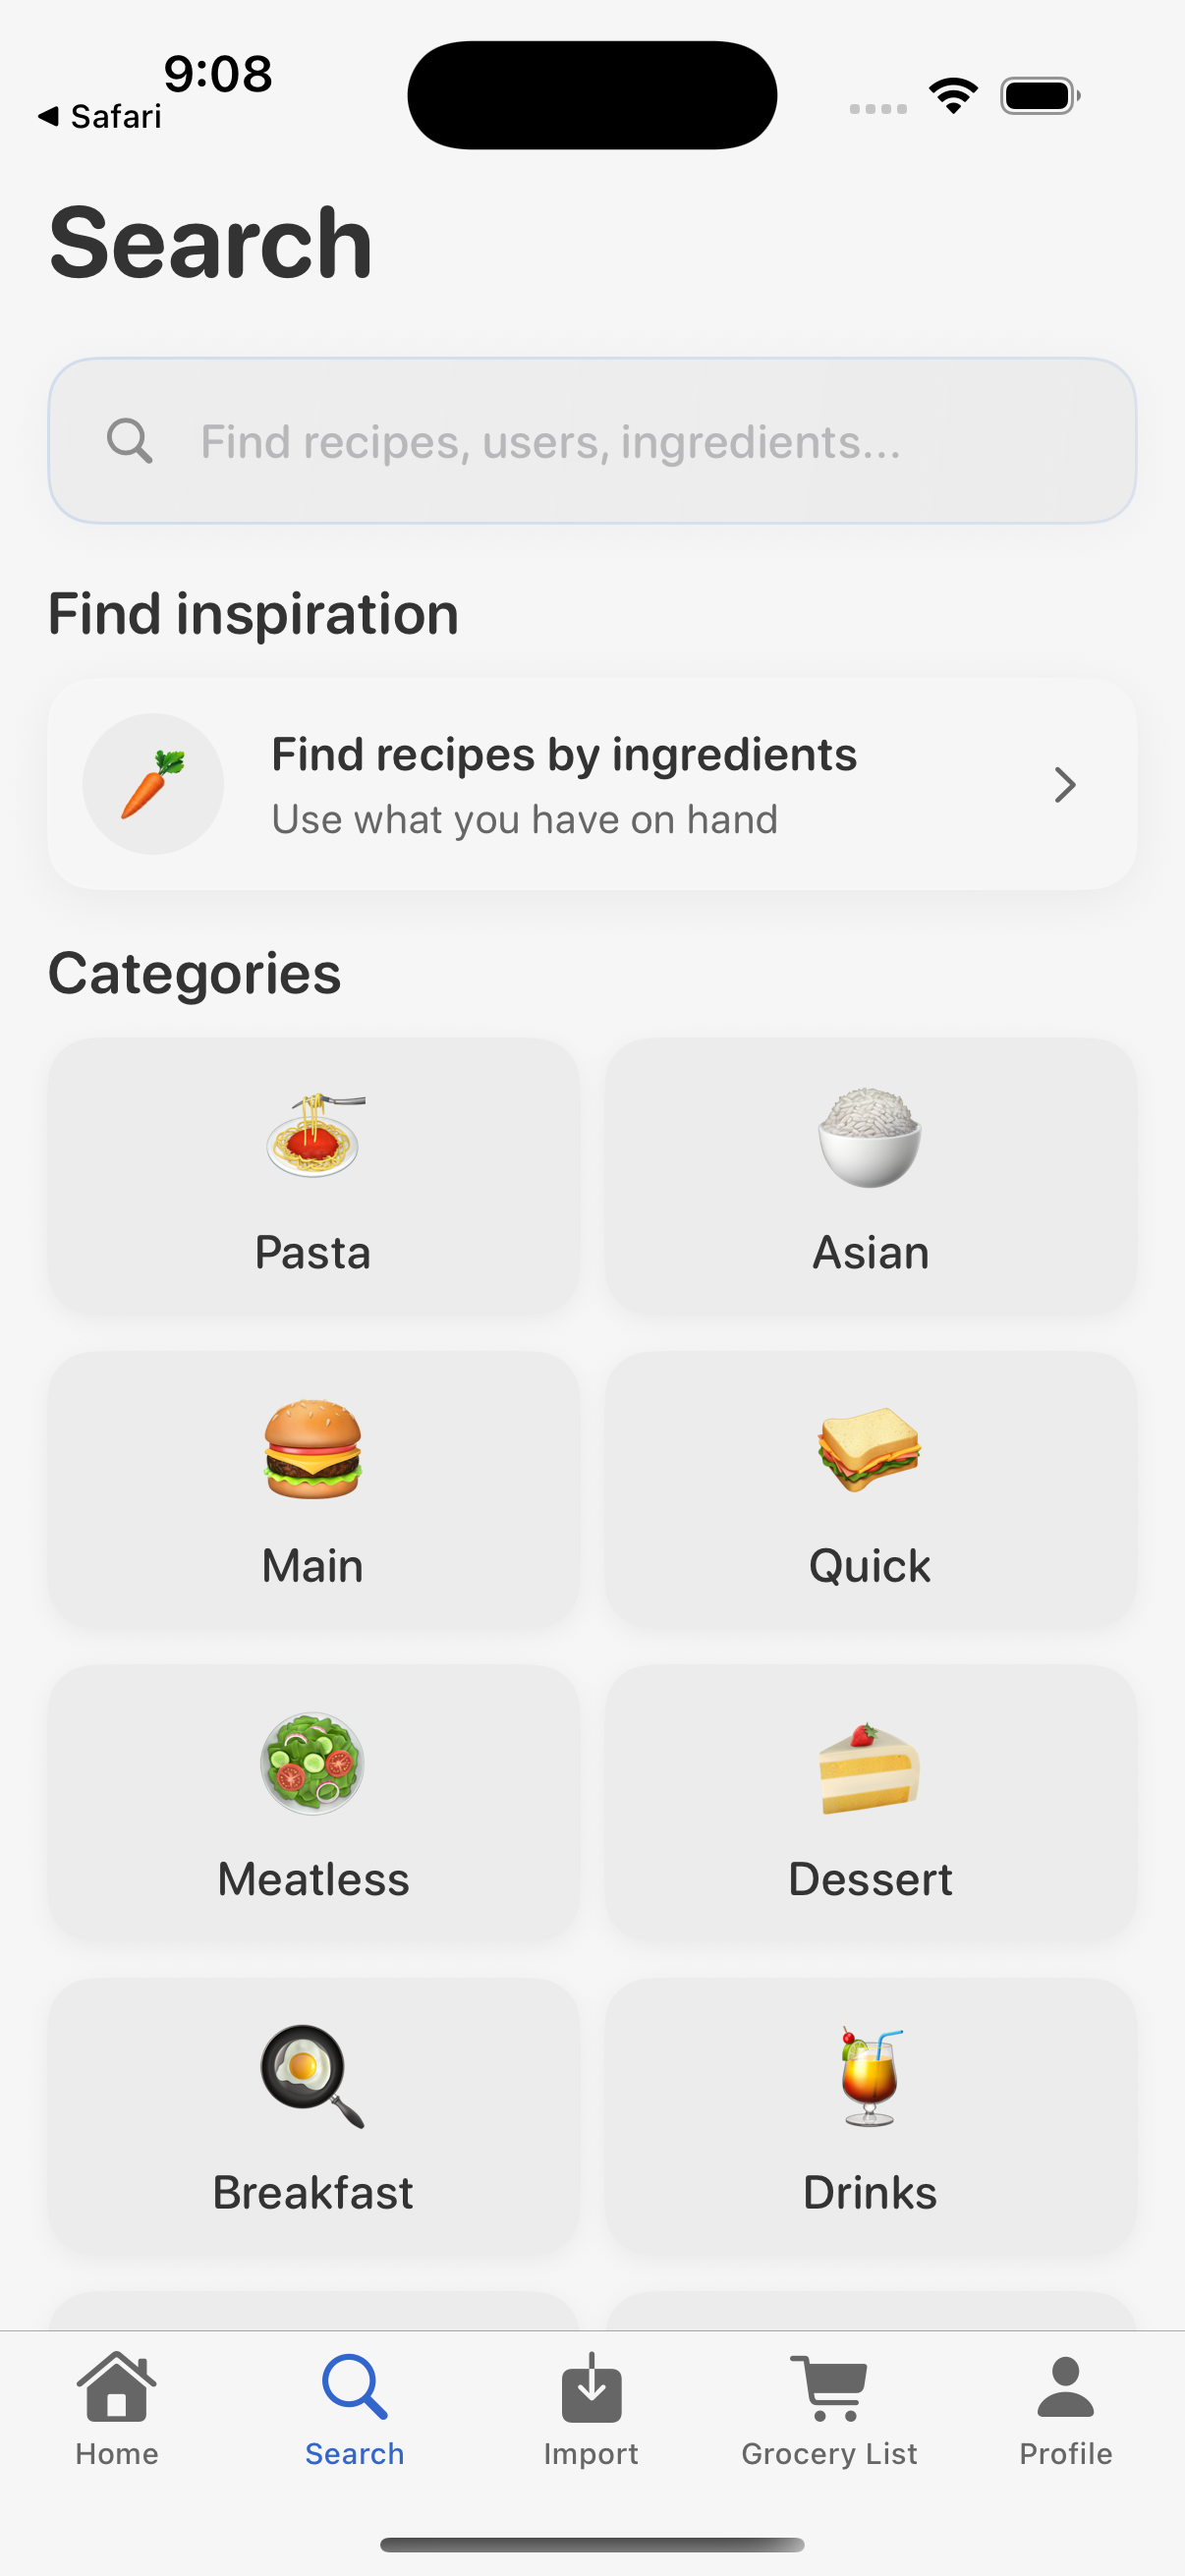 9:08
Safari
Search
Find recipes, users, ingredients...
Find inspiration
Find recipes by ingredients
Use what you have on hand
Categories
Pasta
Asian
Main
Quick
Meatless
Dessert
Breakfast
Drinks
Home
Search
Import
Grocery List
Profile